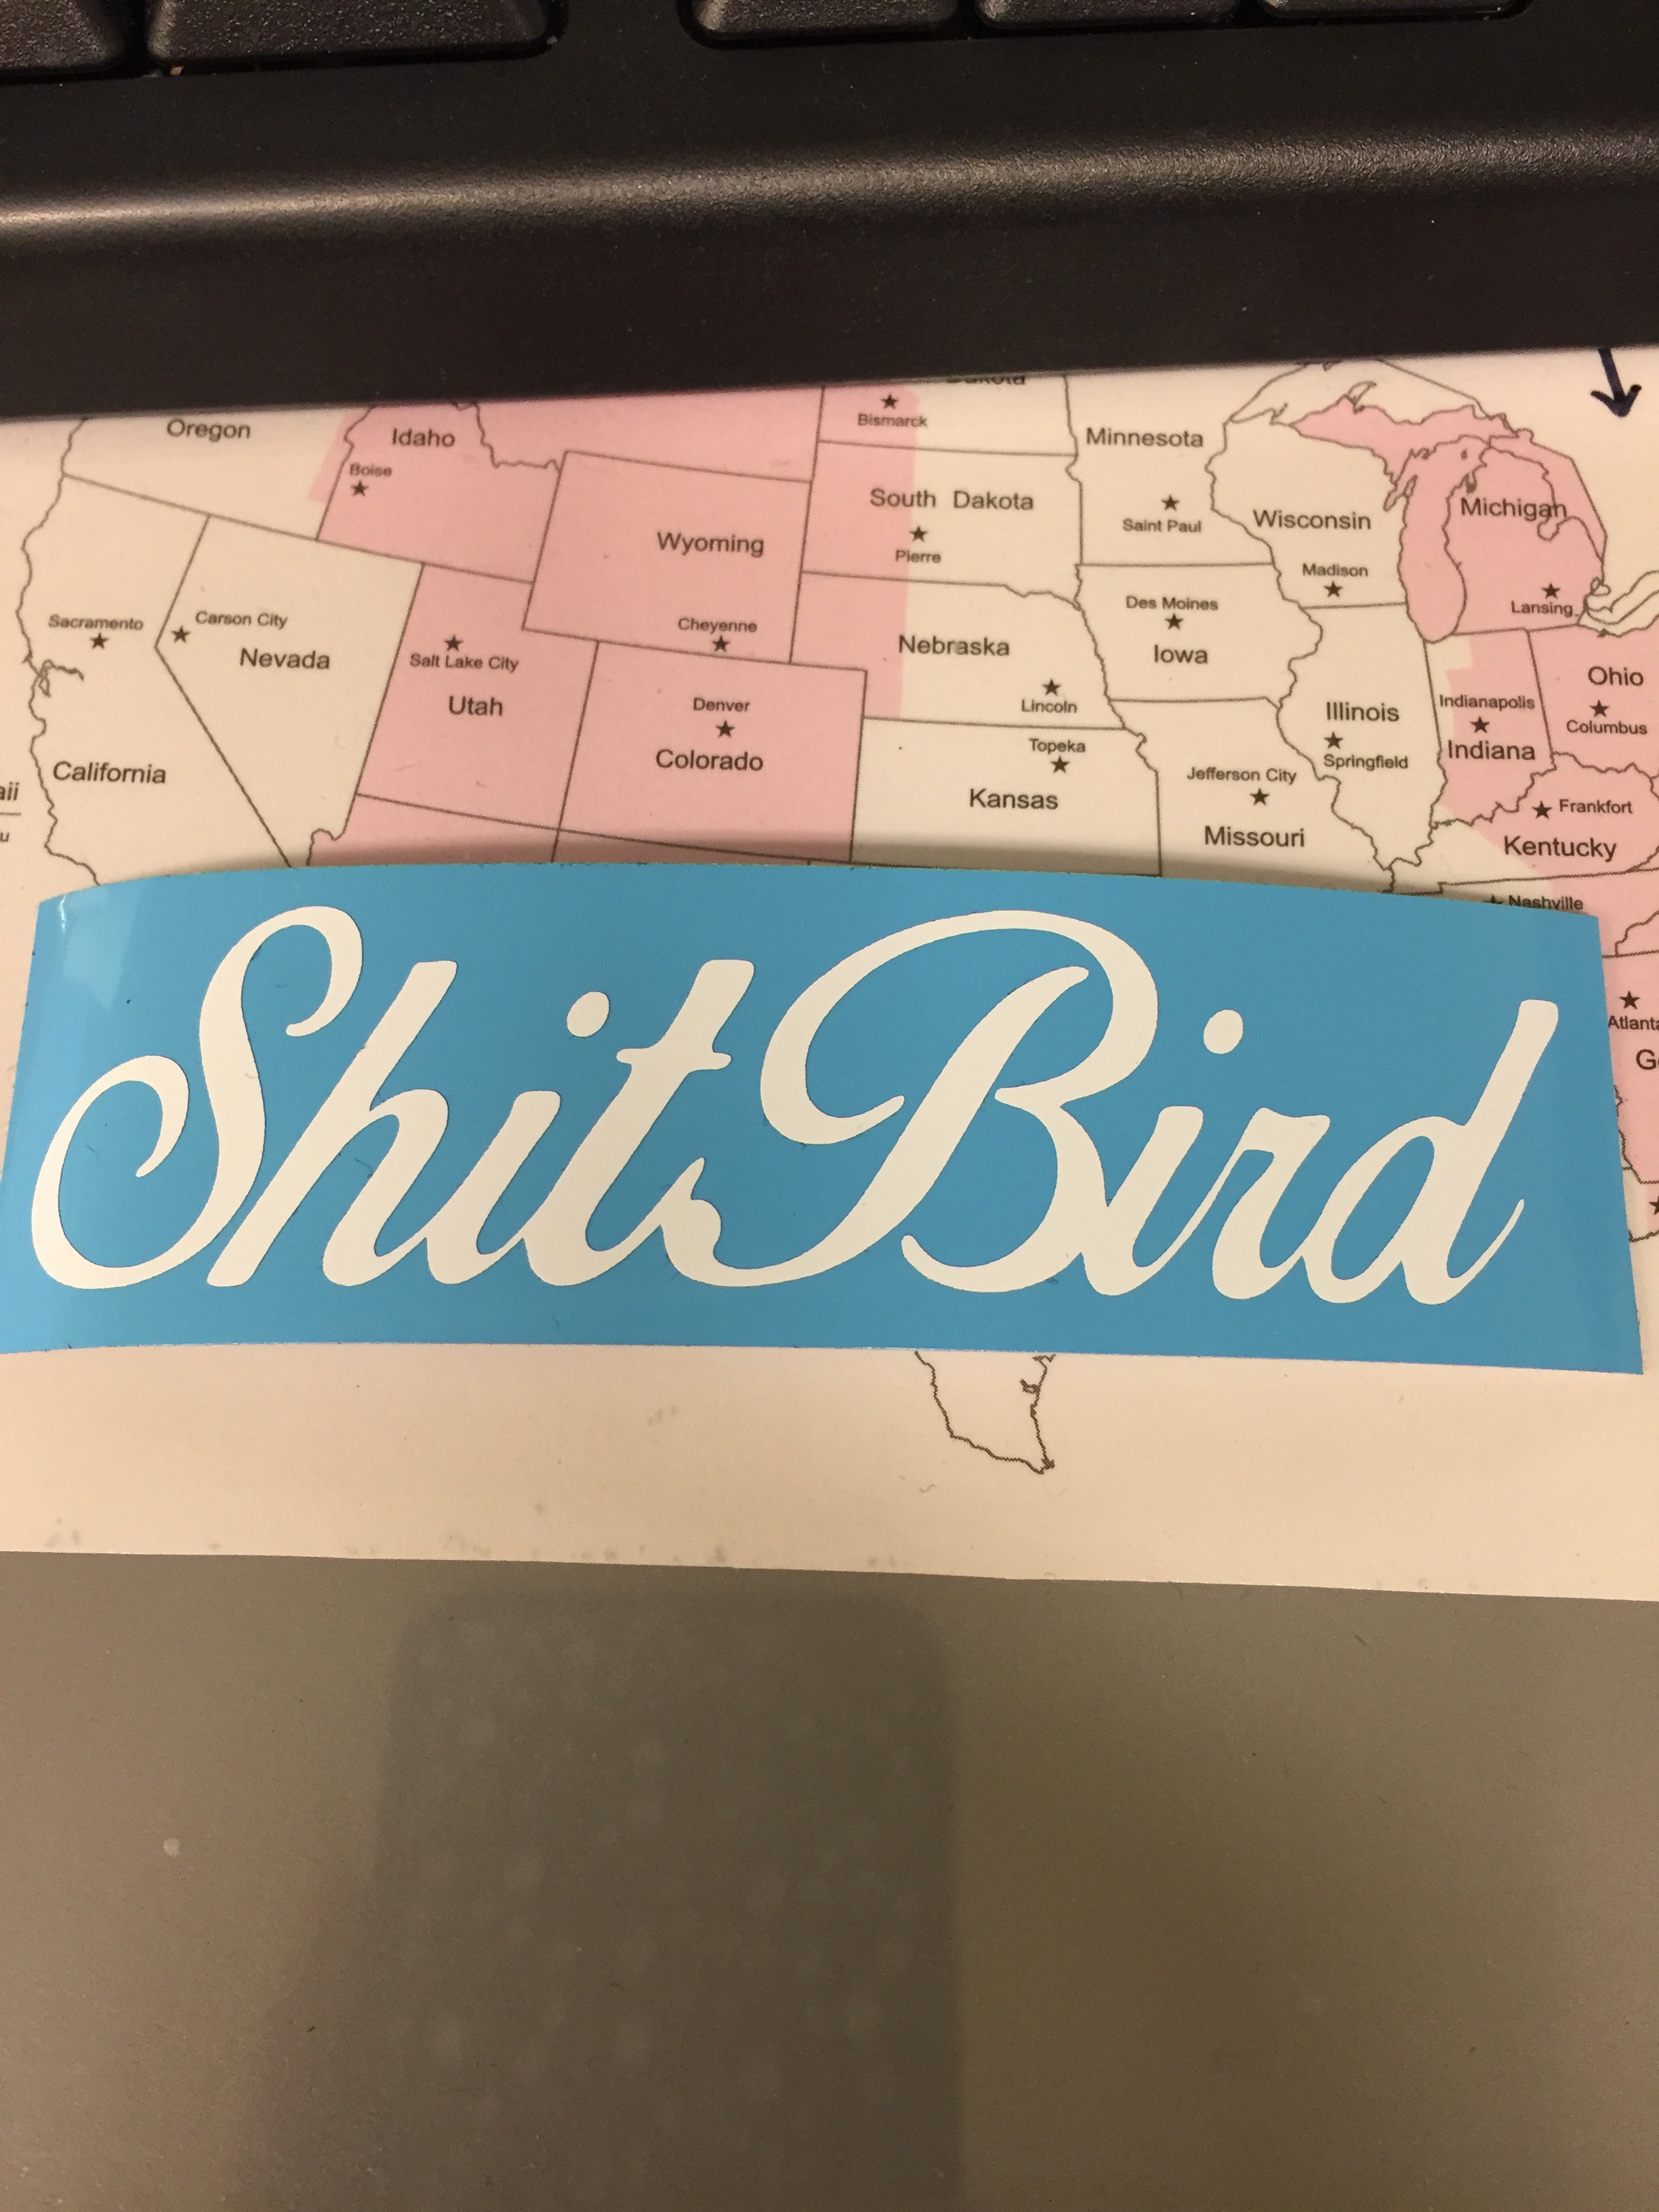 Dakota
Bismarck
Oregon
Idaho
Boise
Minnesota
South Dakota
Pierre
Saint Paul
Wisconsin
Madison
Michigan
Lansing
Wyoming
Cheyenne
Sacramento
Carson City
Nevada
Salt Lake City
Utah
Nebraska
Lincoln
Des Moines
Iowa
Ohio
Columbus
Denver
Colorado
Illinois
Springfield
Indianapolis
Indiana
California
Topeka
Kansas
Jefferson City
Missouri
Frankfort
Kentucky
aii
u
Nashville
Atlanta
G
ShitBird